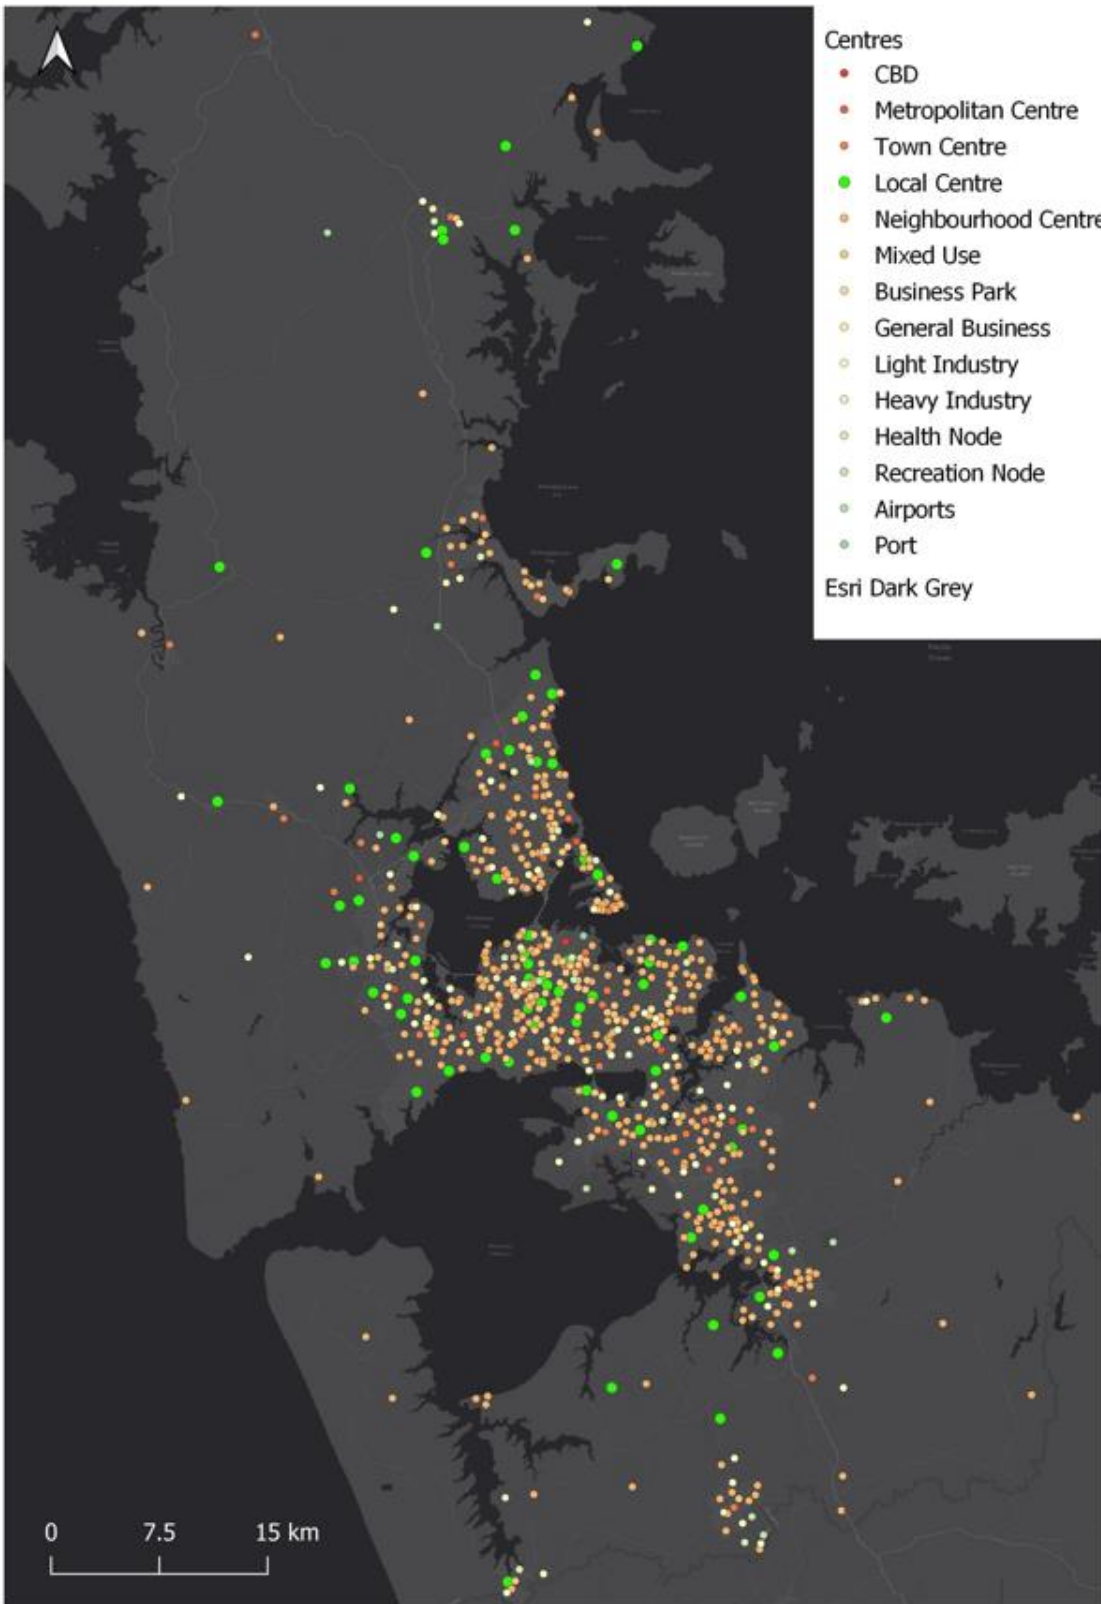 Centres
CBD
Metropolitan Centre
Town Centre
Local Centre
Neighbourhood Centre
Mixed Use
Business Park
General Business
Light Industry
Heavy Industry
Health Node
Recreation Node
Airports
Port
Esri Dark Grey
0 7.5 15 km